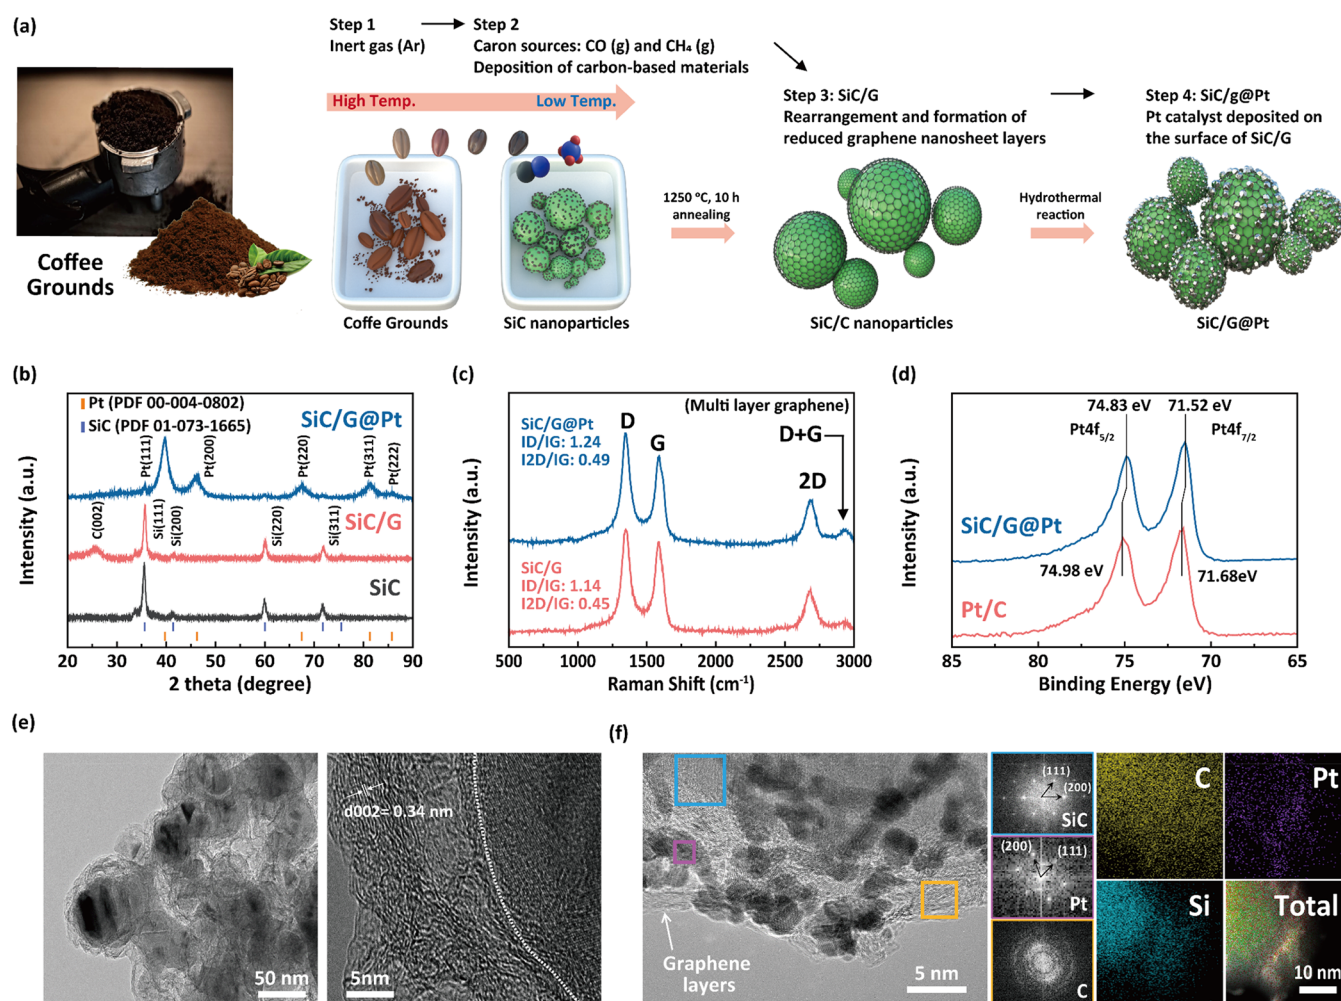 (a)
Step 1
Inert gas (Ar)
Step 2
Caron sources: CO (g) and CH₄ (g)
Deposition of carbon-based materials
High Temp.
Low Temp.
Step 3: SiC/G
Rearrangement and formation of
reduced graphene nanosheet layers
Step 4: SiC/g@Pt
Pt catalyst deposited on
the surface of SiC/G
1250 °C, 10 h
annealing
Hydrothermal
reaction
Coffee
Grounds
Coffe Grounds
SiC nanoparticles
SiC/C nanoparticles
SiC/G@Pt
(b)
Pt (PDF 00-004-0802)
SiC (PDF 01-073-1665)
SiC/G@Pt
Pt(111)
Pt(200)
Pt(220)
Pt(311)
Pt(222)
C(002)
Si(111)
Si(200)
Si(220)
Si(311)
SiC/G
SiC
Intensity (a.u.)
20 30 40 50 60 70 80 90
2 theta (degree)
(c)
(Multi layer graphene)
SiC/G@Pt
ID/IG: 1.24
I2D/IG: 0.49
D
G
D+G
2D
SiC/G
ID/IG: 1.14
I2D/IG: 0.45
Intensity (a.u.)
500 1000 1500 2000 2500 3000
Raman Shift (cm⁻¹)
(d)
74.83 eV
71.52 eV
Pt4f5/2
Pt4f7/2
SiC/G@Pt
74.98 eV
71.68eV
Pt/C
Intensity (a.u.)
85 80 75 70 65
Binding Energy (eV)
(e)
50 nm
d002= 0.34 nm
5nm
(f)
Graphene
layers
5 nm
(111)
(200)
SiC
(200)
(111)
Pt
C
C
Pt
Si
Total
10 nm